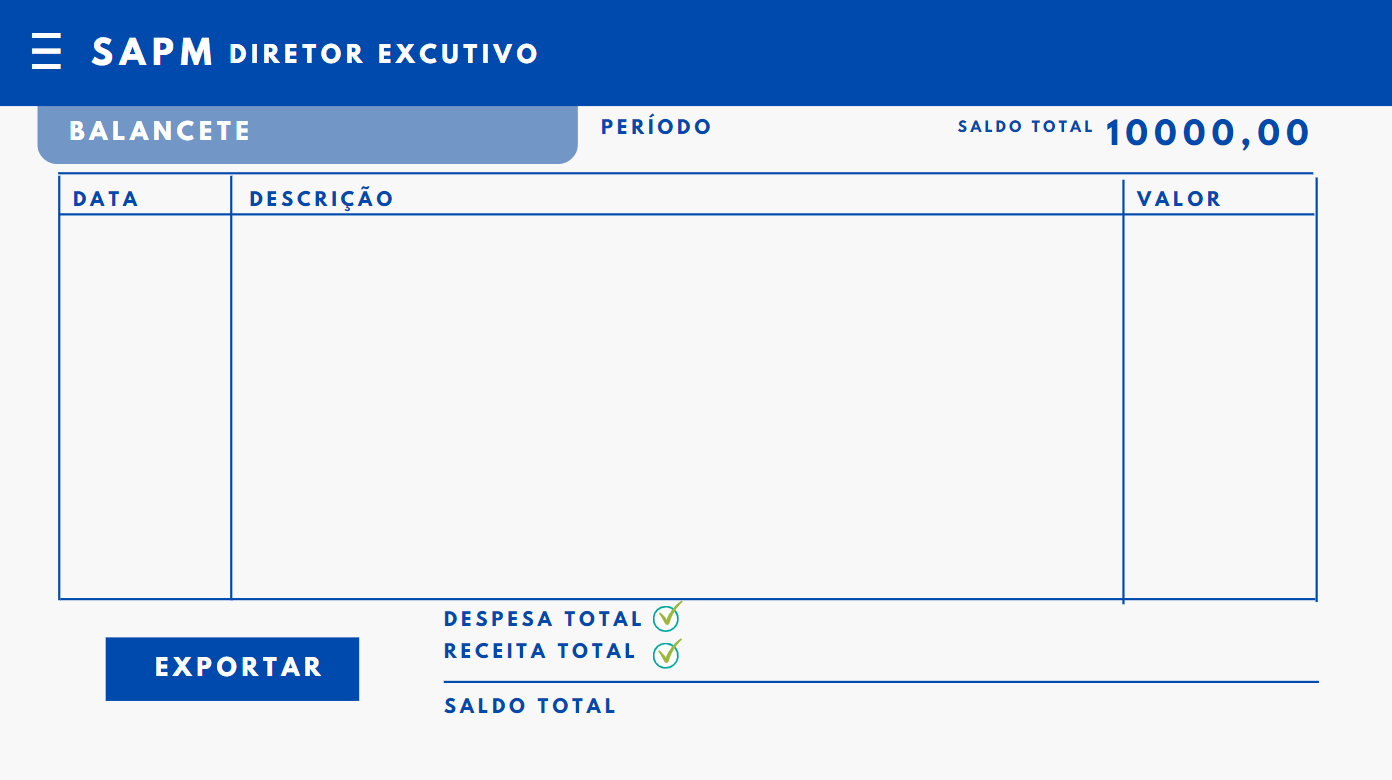 SAPM DIRETOR EXCUTIVO
BALANCETE
PERÍODO
SALDO TOTAL 10000,00
DATA DESCRIÇÃO VALOR
DESPESA TOTAL
RECEITA TOTAL
EXPORTAR
SALDO TOTAL